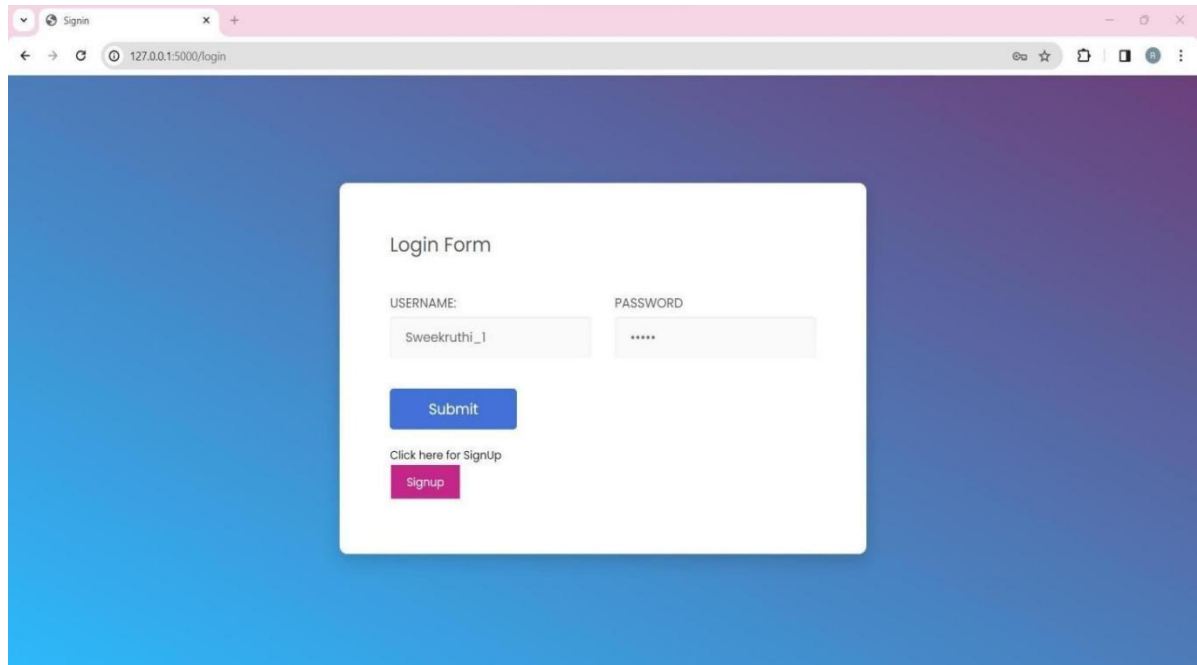 Signin
127.0.0.1:5000/login
Login Form
USERNAME: PASSWORD
Sweekruthi_1 •••••
Submit
Click here for SignUp
Signup